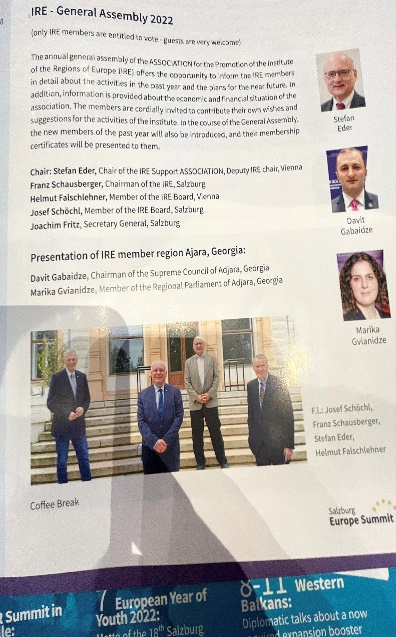 IRE - General Assembly 2022
(only IRE members are entitled to vote - guests are very welcome)
The annual general assembly of the ASSOCIATION for the Promotion of the Institute
of the Regions of Europe (IRE) offers the opportunity to inform the IRE members
in detail about the activities in the past year and the plans for the near future. In
addition, information is provided about the economic and financial situation of the
association. The members are cordially invited to contribute their own wishes and
suggestions for the activities of the institute. In the course of the General Assembly,
the new members of the past year will also be introduced, and their membership
certificates will be presented to them.
Stefan
Eder
Chair: Stefan Eder, Chair of the IRE Support ASSOCIATION, Deputy IRE chair, Vienna
Franz Schausberger, Chairman of the IRE, Salzburg
Helmut Falschlehner, Member of the IRE Board, Vienna
Josef Schöchl, Member of the IRE Board, Salzburg
Joachim Fritz, Secretary General, Salzburg
Davit
Gabaidze
Presentation of IRE member region Ajara, Georgia:
Davit Gabaidze, Chairman of the Supreme Council of Adjara, Georgia
Marika Gvianidze, Member of the Regional Parliament of Adjara, Georgia
Marika
Gvianidze
F.l.: Josef Schöchl,
Franz Schausberger,
Stefan Eder,
Helmut Falschlehner
Coffee Break
Salzburg
Europe Summit
Summit in
7 European Year of
Youth 2022:
of the 18th Salzburg
8-11 Western
Balkans:
Diplomatic talks about a now
expansion booster